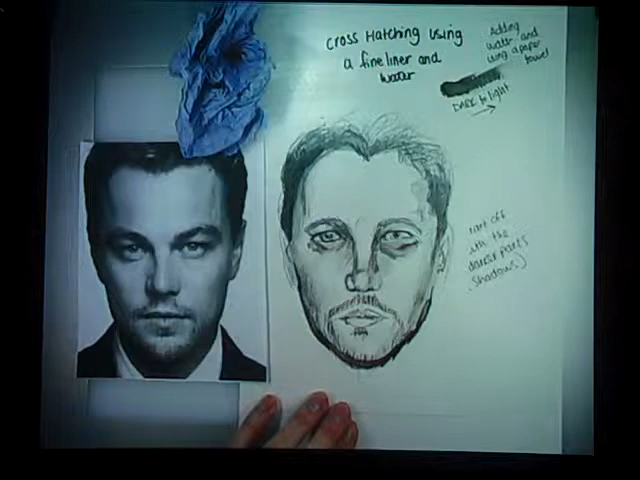 Cross Hatching using
a fineliner and
water
Adding
water and
using a paper
towel
DARK to light
start off
with the
darkest parts
(shadows)